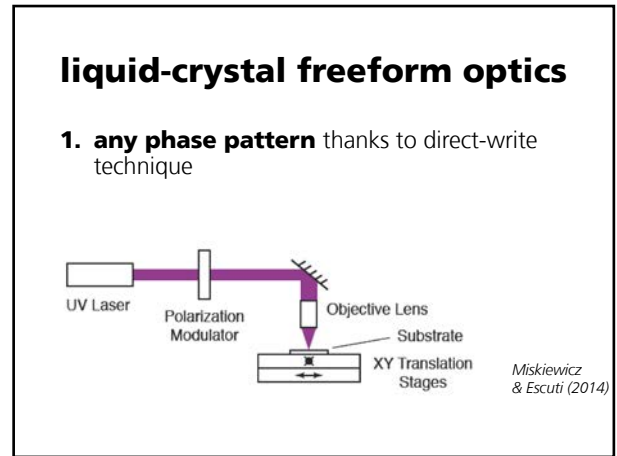 liquid-crystal freeform optics
1. any phase pattern thanks to direct-write
technique
UV Laser
Polarization
Modulator
Objective Lens
Substrate
XY Translation
Stages
Miskiewicz
& Escuti (2014)